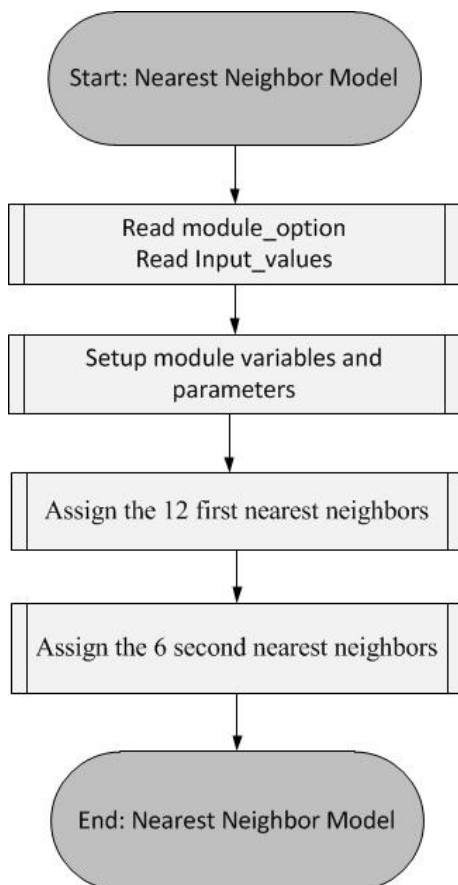 Start: Nearest Neighbor Model
Read module_option
Read Input_values
Setup module variables and
parameters
Assign the 12 first nearest neighbors
Assign the 6 second nearest neighbors
End: Nearest Neighbor Model